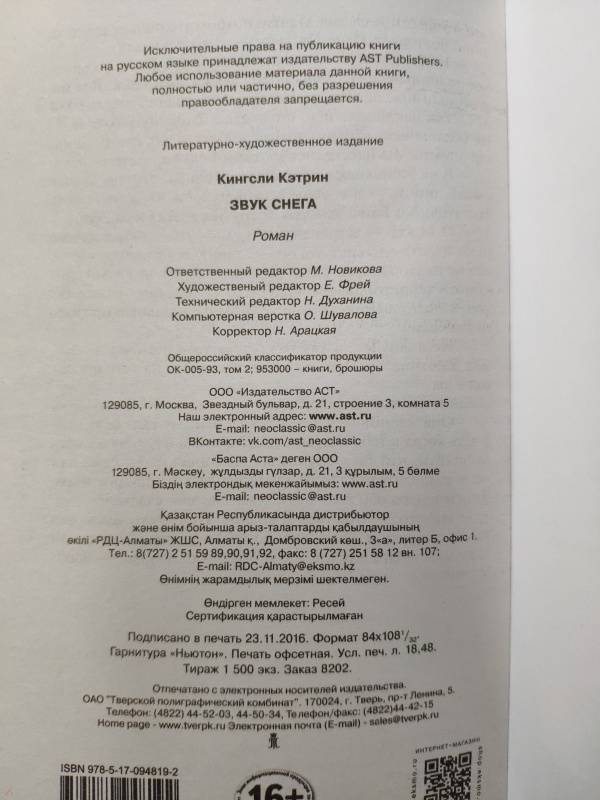 Исключительные права на публикацию книги
на русском языке принадлежат издательству AST Publishers.
Любое использование материала данной книги,
полностью или частично, без разрешения
правообладателя запрещается.
Литературно-художественное издание
Кингсли Кэтрин
ЗВУК СНЕГА
Роман
Ответственный редактор М. Новикова
Художественый редактор Е. Фрей
Технический редактор Н. Духанина
Компьютерная верстка О. Шувалова
Корректор Н. Арацкая
Общероссийский классификатор продукции
ОК-005-93, том 2; 953000 – книги, брошюры
ООО «Издательство АСТ»
129085, г. Москва, Звездный бульвар, д. 21, строение 3, комната 5
Наш электронный адрес: www.ast.ru
E-mail: neoclassic@ast.ru
ВКонтакте: vk.com/ast_neoclassic
«Баспа Аста» деген ООО
129085, г. Мәскеу, жұлдызды гүлзар, д. 21, 3 құрылым, 5 бөлме
Біздің электрондық мекенжайымыз: www.ast.ru
E-mail: neoclassic@ast.ru
Қазақстан Республикасында дистрибьютор
және өнім бойынша арыз-талаптарды қабылдаушының
өкілі «РДЦ-Алматы» ЖШС, Алматы қ., Домбровский көш., 3«а», литер Б, офис 1.
Тел.: 8(727) 2 51 59 89,90,91,92, факс: 8 (727) 251 58 12 вн. 107;
E-mail: RDC-Almaty@eksmo.kz
Өнімнің жарамдылық мерзімі шектелмеген.
Өндірген мемлекет: Ресей
Сертификация қарастырылмаған
Подписано в печать 23.11.2016. Формат 84x108 1/32.
Гарнитура «Ньютон». Печать офсетная. Усл. печ. л. 18,48.
Тираж 1 500 экз. Заказ 8202.
Отпечатано с электронных носителей издательства.
ОАО "Тверской полиграфический комбинат". 170024, г. Тверь, пр-т Ленина, 5.
Телефон: (4822) 44-52-03, 44-50-34, Телефон/факс: (4822)44-42-15
Home page - www.tverpk.ru Электронная почта (E-mail) - sales@tverpk.ru
ISBN 978-5-17-094819-2
16+
ИНТЕРНЕТ-МАГАЗИН